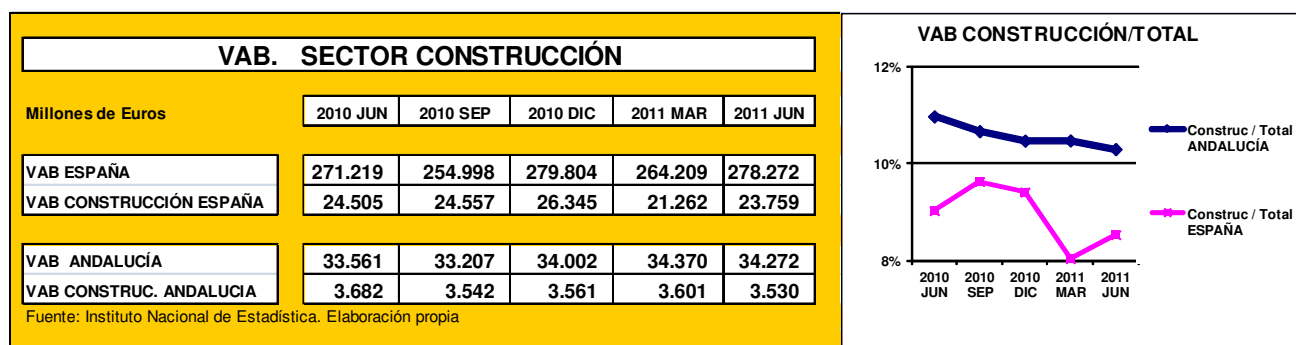 VAB. SECTOR CONSTRUCCIÓN
Millones de Euros 2010 JUN 2010 SEP 2010 DIC 2011 MAR 2011 JUN
VAB ESPAÑA 271.219 254.998 279.804 264.209 278.272
VAB CONSTRUCCIÓN ESPAÑA 24.505 24.557 26.345 21.262 23.759
VAB ANDALUCÍA 33.561 33.207 34.002 34.370 34.272
VAB CONSTRUC. ANDALUCIA 3.682 3.542 3.561 3.601 3.530
Fuente: Instituto Nacional de Estadística. Elaboración propia
VAB CONSTRUCCIÓN/TOTAL
12%
10%
8%
2010 2010 2010 2011 2011
JUN SEP DIC MAR JUN
Construc / Total
ANDALUCÍA
Construc / Total
ESPAÑA